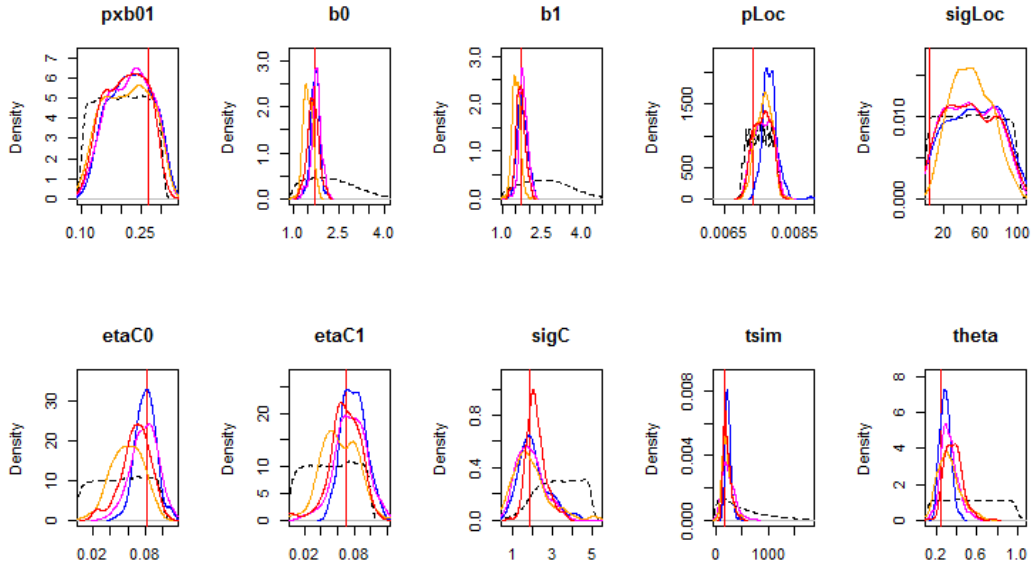 pxb01 b0 b1 pLoc sigLoc
Density Density Density Density Density
0 1 2 3 4 5 6 7
0.0 0.5 1.0 1.5 2.0 2.5 3.0
0.0 1.0 2.0 3.0
0 500 1500
0.000 0.010
0.10 0.25 1.0 2.5 4.0 1.0 2.5 4.0 0.0065 0.0085 20 60 100
etaC0 etaC1 sigC tsim theta
Density Density Density Density Density
0 10 20 30
0 5 10 20
0.0 0.4 0.8
0.000 0.004 0.008
0 2 4 6 8
0.02 0.08 0.02 0.08 1 3 5 0 1000 0.2 0.6 1.0